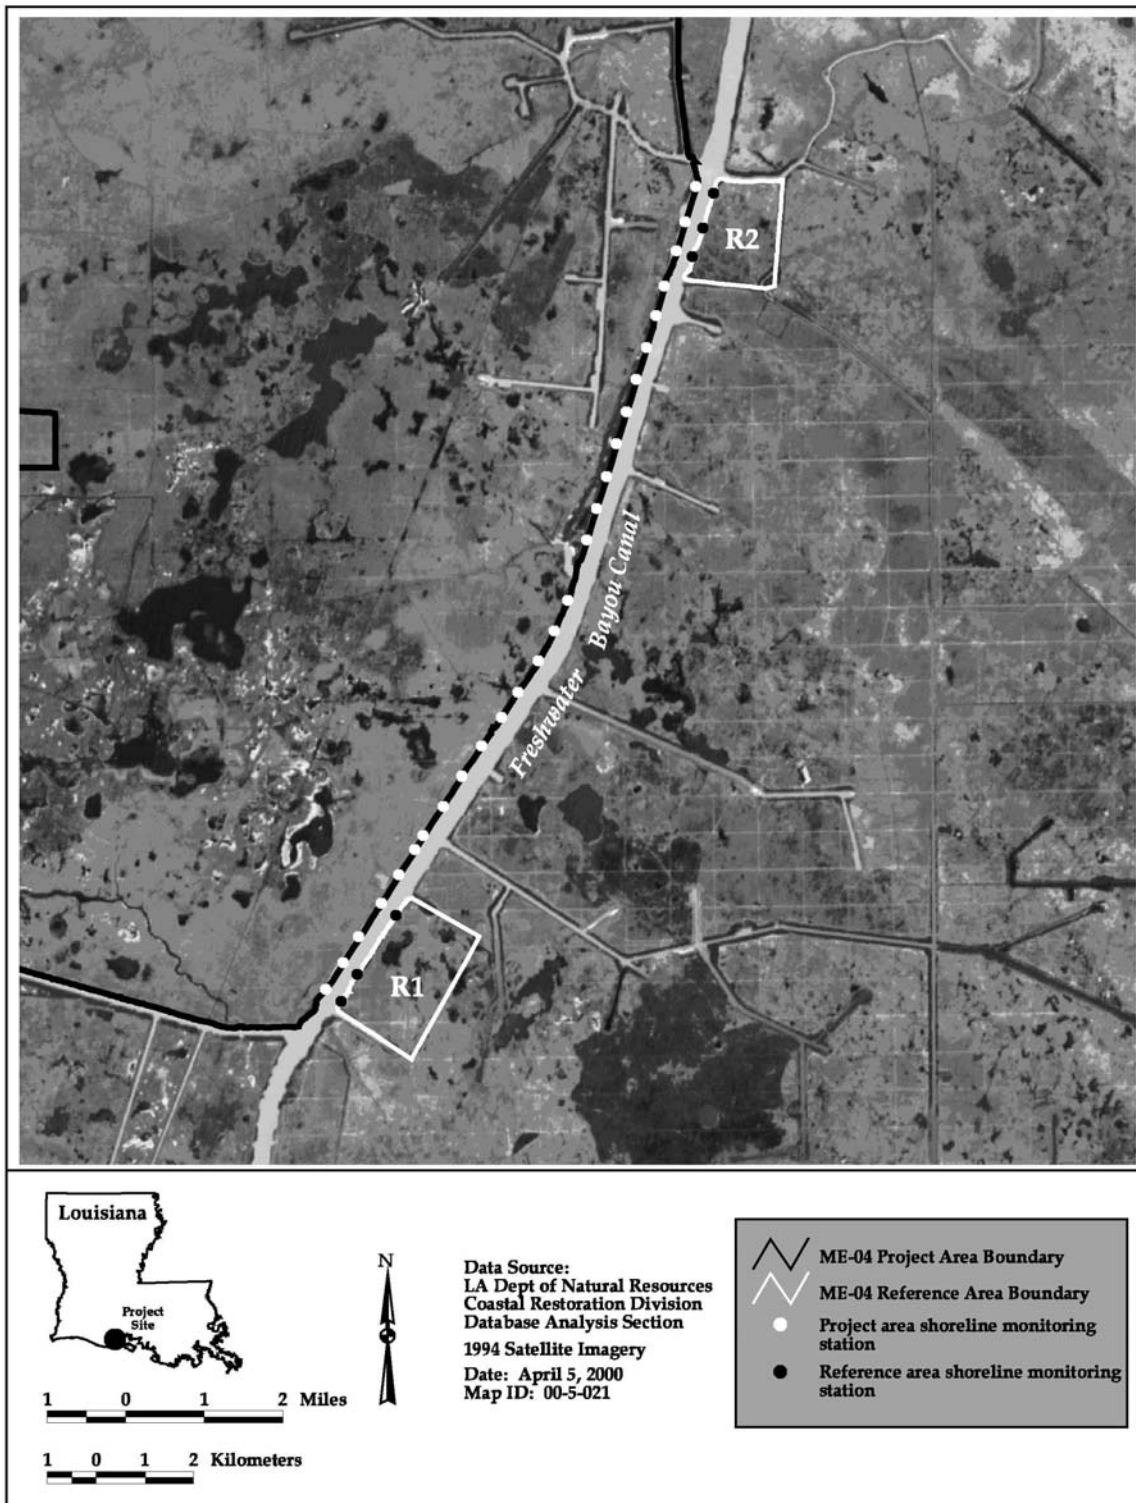 R2
Freshwater Bayou Canal
R1
Louisiana
Project
Site
N
Data Source:
LA Dept of Natural Resources
Coastal Restoration Division
Database Analysis Section
1994 Satellite Imagery
Date: April 5, 2000
Map ID: 00-5-021
ME-04 Project Area Boundary
ME-04 Reference Area Boundary
Project area shoreline monitoring
station
Reference area shoreline monitoring
station
1 0 1 2 Miles
1 0 1 2 Kilometers